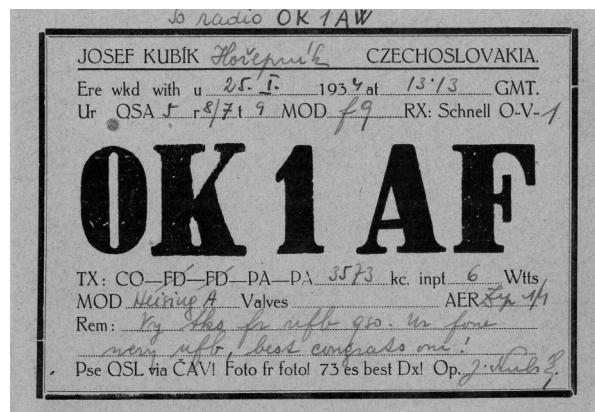 To radio OK1AW
JOSEF KUBÍK Hořepník CZECHOSLOVAKIA.
Ere wkd with u 25. I. 1934 at 13.13 GMT.
Ur QSA 5 r 8/7 t 9 MOD f9 RX: Schnell O-V-1
OK1AF
TX: CO—FD—FD—PA—PA 3573 kc. inpt 6 Wtts
MOD Heising A Valves AER Zep 1/1
Rem: Vy tks fr ufb qso. Ur fone
very ufb, best congrats om!
Pse QSL via ČAV! Foto fr foto! 73 es best Dx! Op. J. Kubík